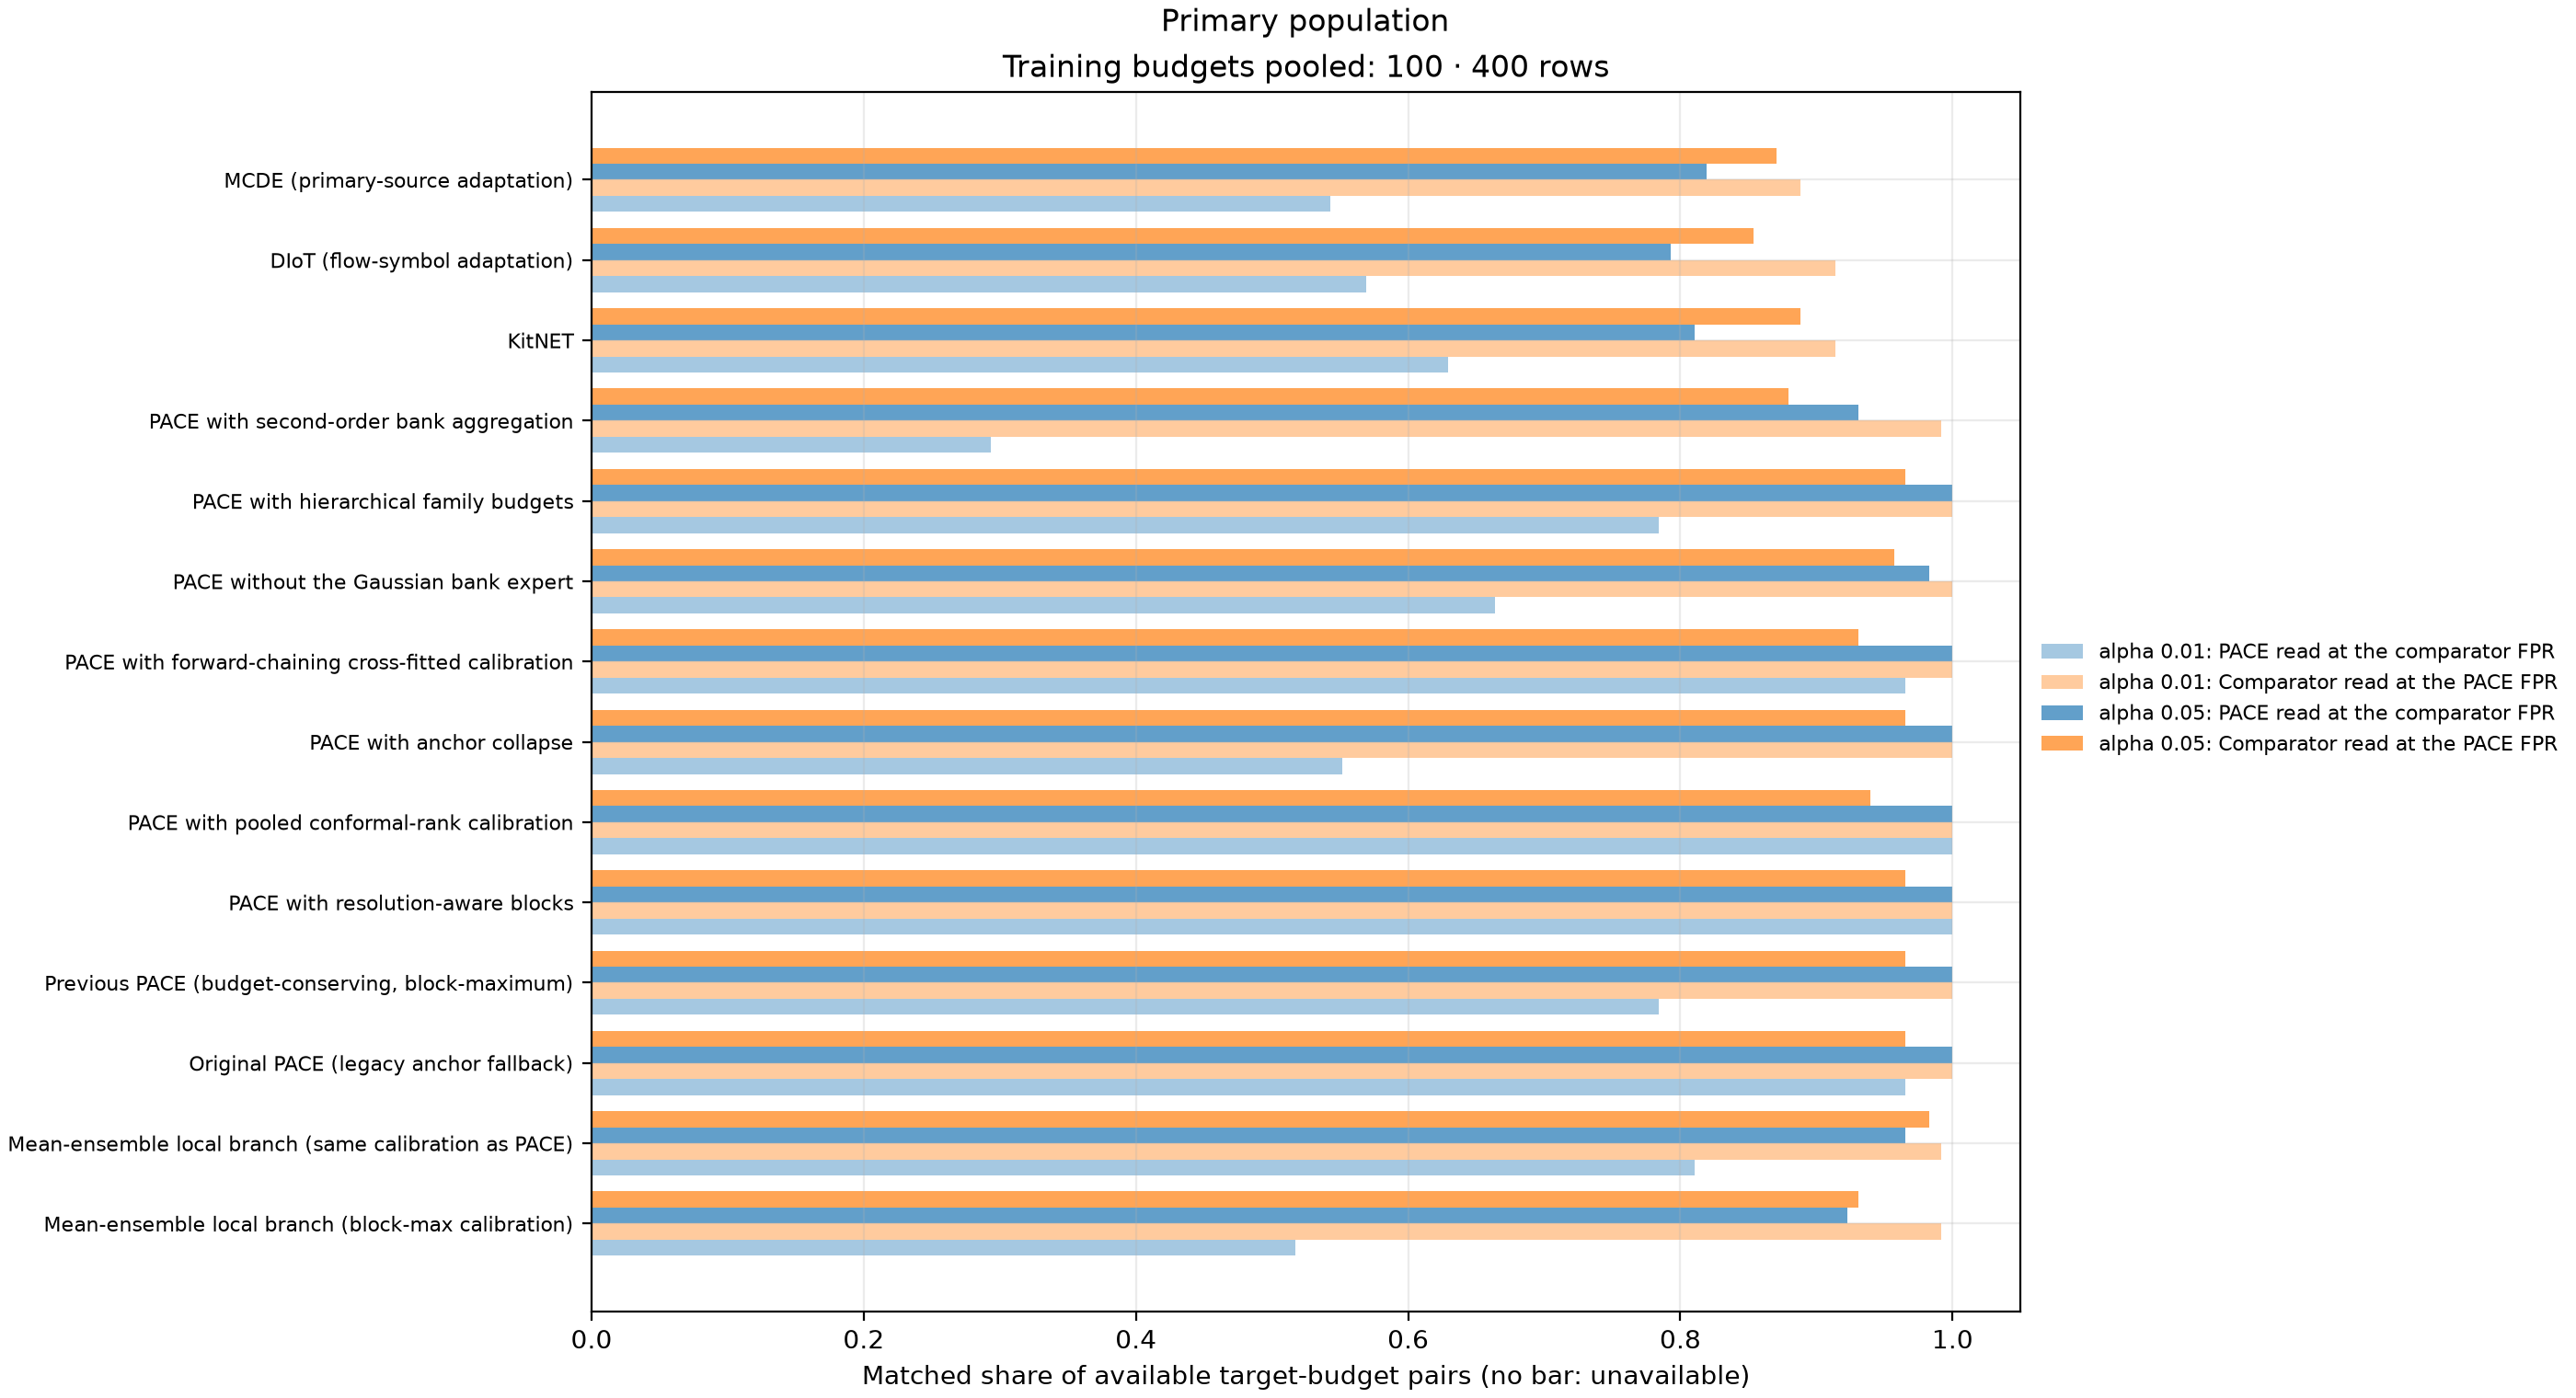 Primary population
Training budgets pooled: 100 · 400 rows
MCDE (primary-source adaptation)
DIoT (flow-symbol adaptation)
KitNET
PACE with second-order bank aggregation
PACE with hierarchical family budgets
PACE without the Gaussian bank expert
PACE with forward-chaining cross-fitted calibration
PACE with anchor collapse
PACE with pooled conformal-rank calibration
PACE with resolution-aware blocks
Previous PACE (budget-conserving, block-maximum)
Original PACE (legacy anchor fallback)
Mean-ensemble local branch (same calibration as PACE)
Mean-ensemble local branch (block-max calibration)
0.0 0.2 0.4 0.6 0.8 1.0
Matched share of available target-budget pairs (no bar: unavailable)
alpha 0.01: PACE read at the comparator FPR
alpha 0.01: Comparator read at the PACE FPR
alpha 0.05: PACE read at the comparator FPR
alpha 0.05: Comparator read at the PACE FPR